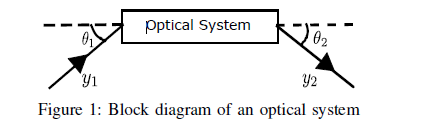 Optical System
θ1
θ2
y1
y2
Figure 1: Block diagram of an optical system